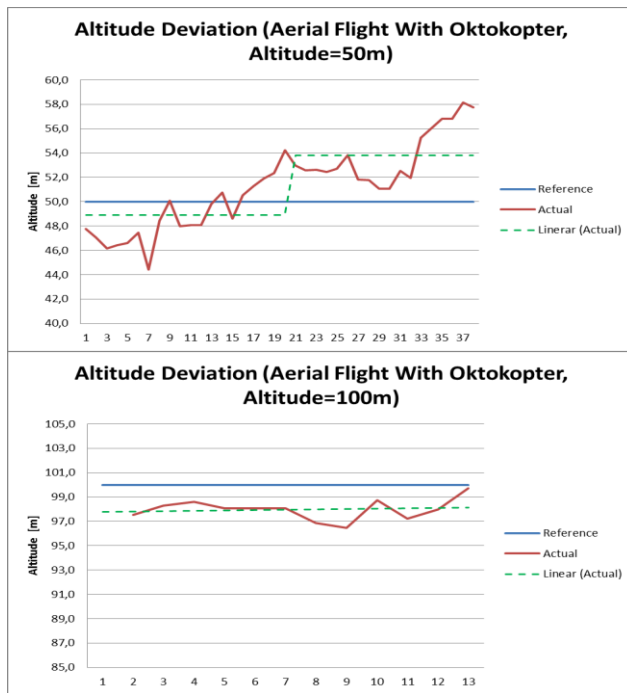 Altitude Deviation (Aerial Flight With Oktokopter,
Altitude=50m)
60,0
58,0
56,0
54,0
52,0
50,0
48,0
46,0
44,0
42,0
40,0
Altitude [m]
1 3 5 7 9 11 13 15 17 19 21 23 25 27 29 31 33 35 37
Reference
Actual
Linerar (Actual)
Altitude Deviation (Aerial Flight With Oktokopter,
Altitude=100m)
105,0
103,0
101,0
99,0
97,0
95,0
93,0
91,0
89,0
87,0
85,0
Altitude [m]
1 2 3 4 5 6 7 8 9 10 11 12 13
Reference
Actual
Linear (Actual)